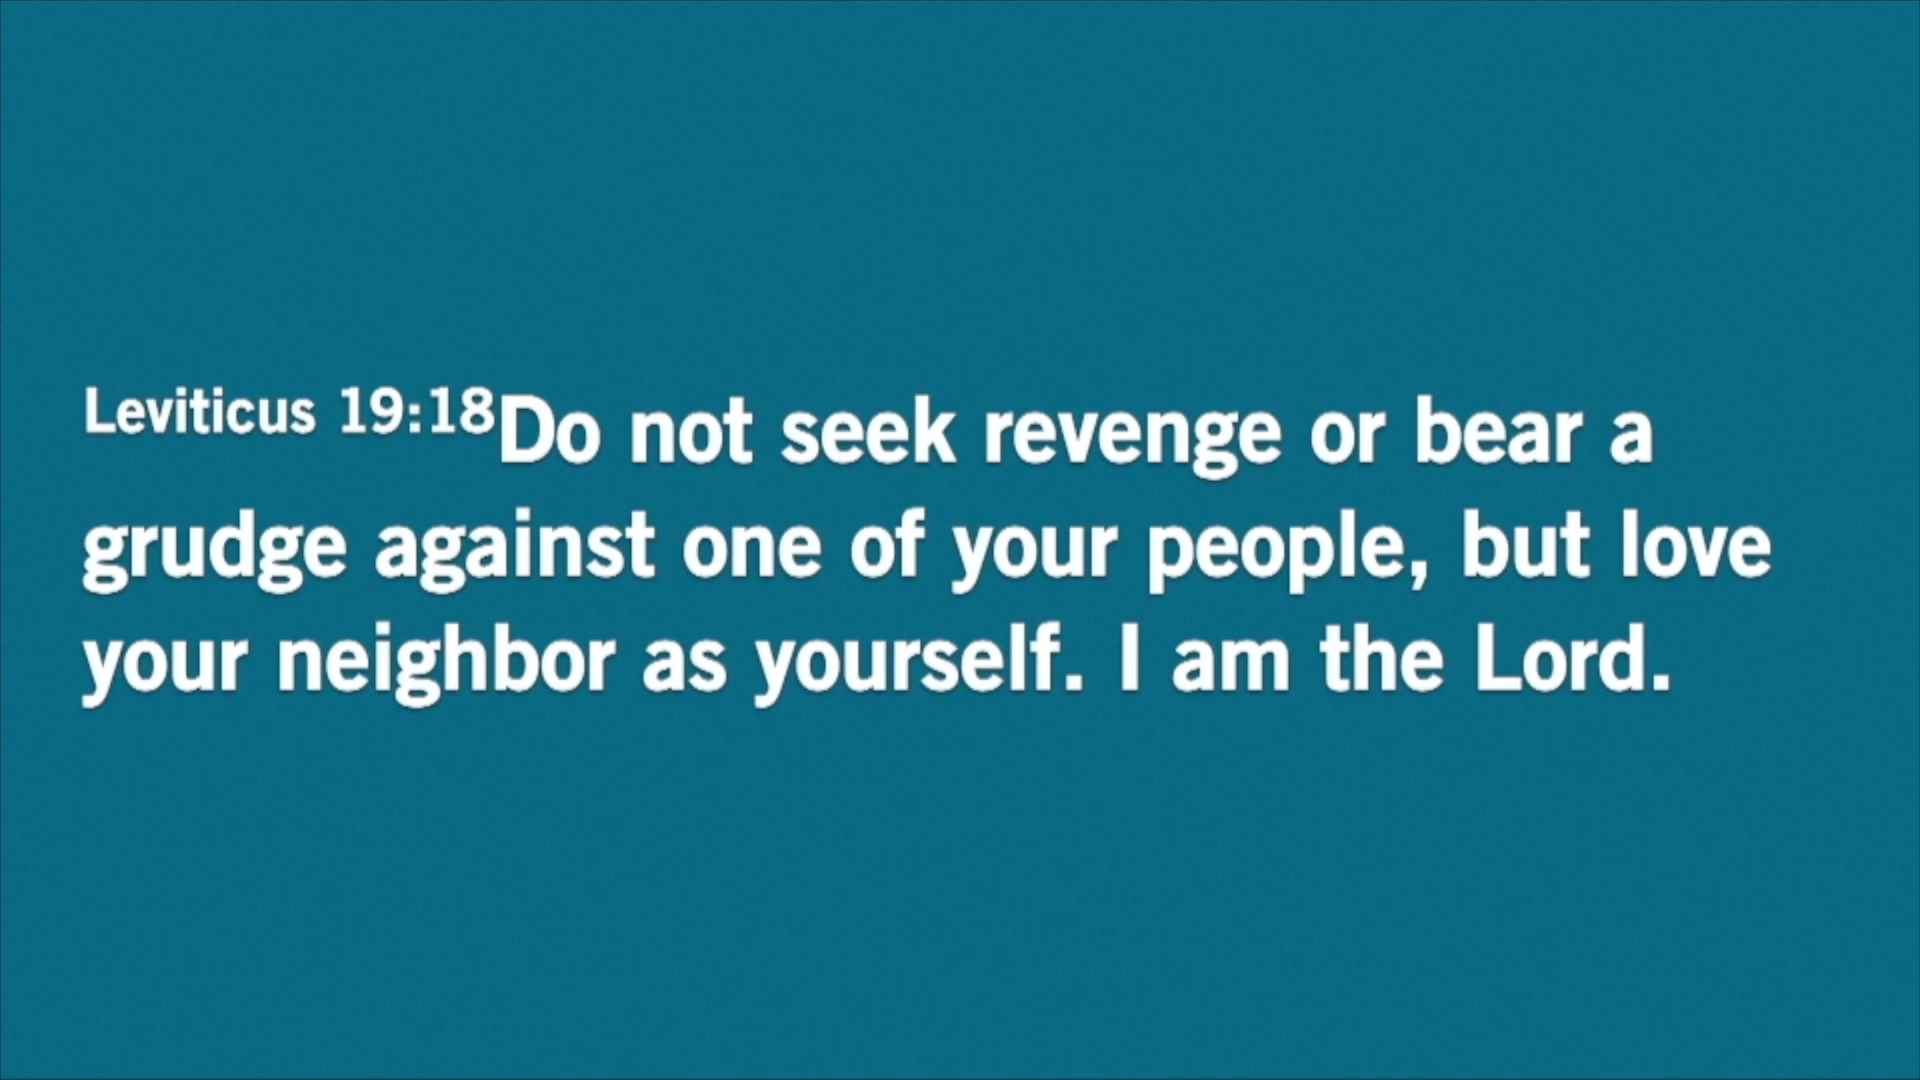 Leviticus 19:18Do not seek revenge or bear a
grudge against one of your people, but love
your neighbor as yourself. I am the Lord.